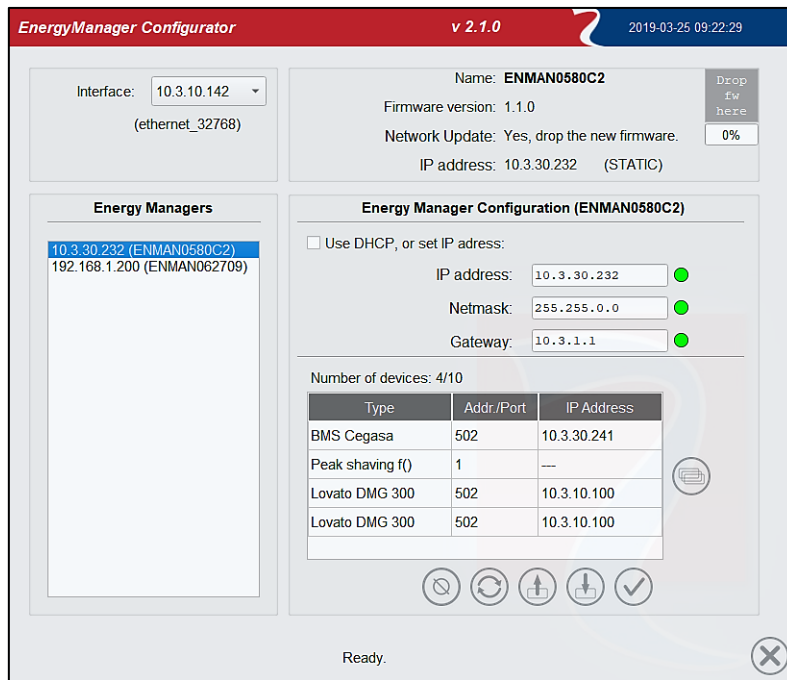 EnergyManager Configurator v 2.1.0 2019-03-25 09:22:29
Interface: 10.3.10.142
(ethernet_32768)
Name: ENMAN0580C2
Firmware version: 1.1.0
Network Update: Yes, drop the new firmware.
IP address: 10.3.30.232 (STATIC)
Drop
fw
here
0%
Energy Managers
10.3.30.232 (ENMAN0580C2)
192.168.1.200 (ENMAN062709)
Energy Manager Configuration (ENMAN0580C2)
Use DHCP, or set IP adress:
IP address: 10.3.30.232
Netmask: 255.255.0.0
Gateway: 10.3.1.1
Number of devices: 4/10
Type Addr./Port IP Address
BMS Cegasa 502 10.3.30.241
Peak shaving f() 1 ---
Lovato DMG 300 502 10.3.10.100
Lovato DMG 300 502 10.3.10.100
Ready.